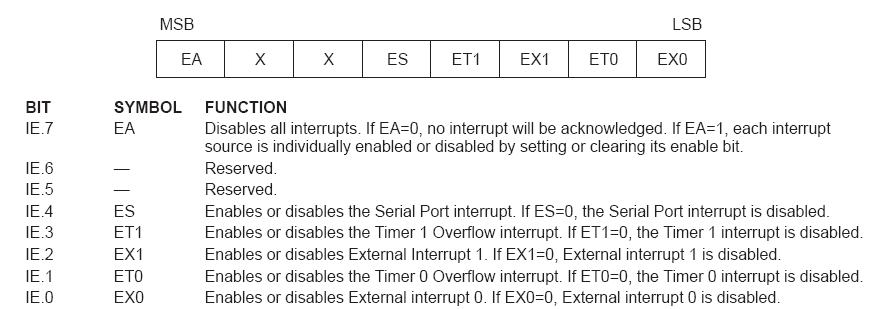 MSB LSB
EA X X ES ET1 EX1 ET0 EX0
BIT SYMBOL FUNCTION
IE.7 EA Disables all interrupts. If EA=0, no interrupt will be acknowledged. If EA=1, each interrupt
source is individually enabled or disabled by setting or clearing its enable bit.
IE.6 — Reserved.
IE.5 — Reserved.
IE.4 ES Enables or disables the Serial Port interrupt. If ES=0, the Serial Port interrupt is disabled.
IE.3 ET1 Enables or disables the Timer 1 Overflow interrupt. If ET1=0, the Timer 1 interrupt is disabled.
IE.2 EX1 Enables or disables External Interrupt 1. If EX1=0, External interrupt 1 is disabled.
IE.1 ET0 Enables or disables the Timer 0 Overflow interrupt. If ET0=0, the Timer 0 interrupt is disabled.
IE.0 EX0 Enables or disables External interrupt 0. If EX0=0, External interrupt 0 is disabled.